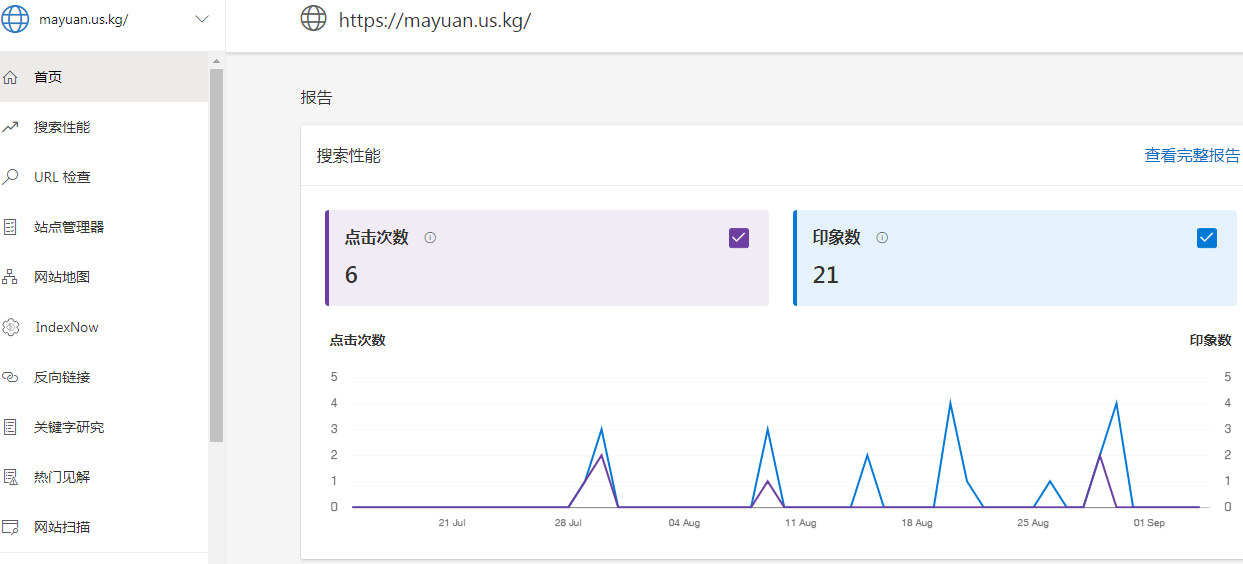 mayuan.us.kg/
https://mayuan.us.kg/
首页
搜索性能
URL 检查
站点管理器
网站地图
IndexNow
反向链接
关键字研究
热门见解
网站扫描
报告
搜索性能
查看完整报告
点击次数
6
印象数
21
点击次数
印象数
5
4
3
2
1
0
5
4
3
2
1
0
21 Jul
28 Jul
04 Aug
11 Aug
18 Aug
25 Aug
01 Sep